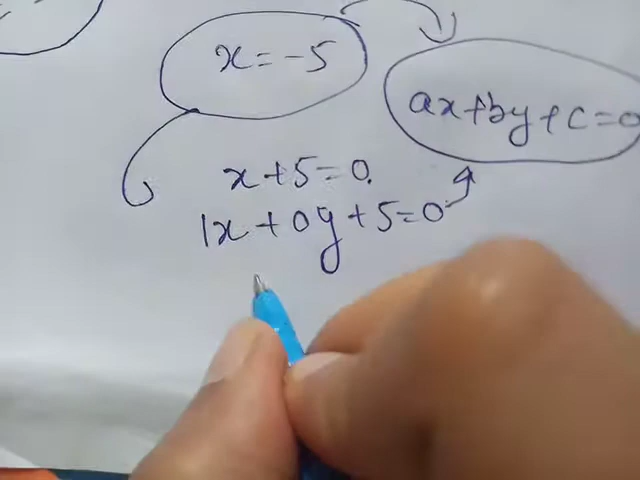 x = -5
ax + by + c = 0
x + 5 = 0.
1x + 0y + 5 = 0